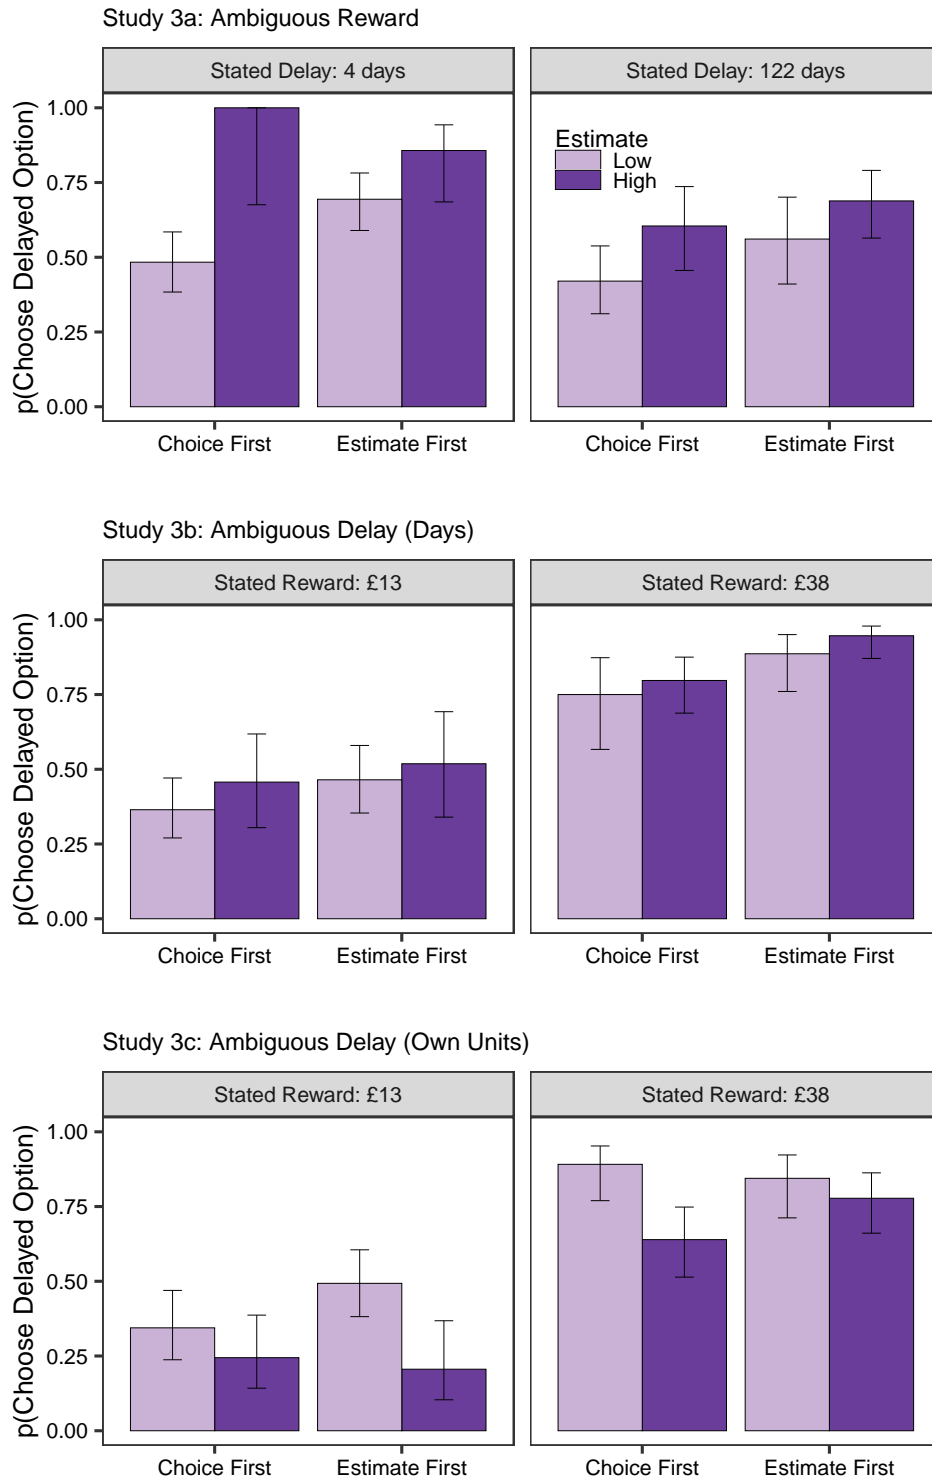 Study 3a: Ambiguous Reward
Stated Delay: 4 days
Stated Delay: 122 days
p(Choose Delayed Option)
1.00
0.75
0.50
0.25
0.00
Estimate
Low
High
Choice First
Estimate First
Choice First
Estimate First
Study 3b: Ambiguous Delay (Days)
Stated Reward: £13
Stated Reward: £38
p(Choose Delayed Option)
1.00
0.75
0.50
0.25
0.00
Choice First
Estimate First
Choice First
Estimate First
Study 3c: Ambiguous Delay (Own Units)
Stated Reward: £13
Stated Reward: £38
p(Choose Delayed Option)
1.00
0.75
0.50
0.25
0.00
Choice First
Estimate First
Choice First
Estimate First